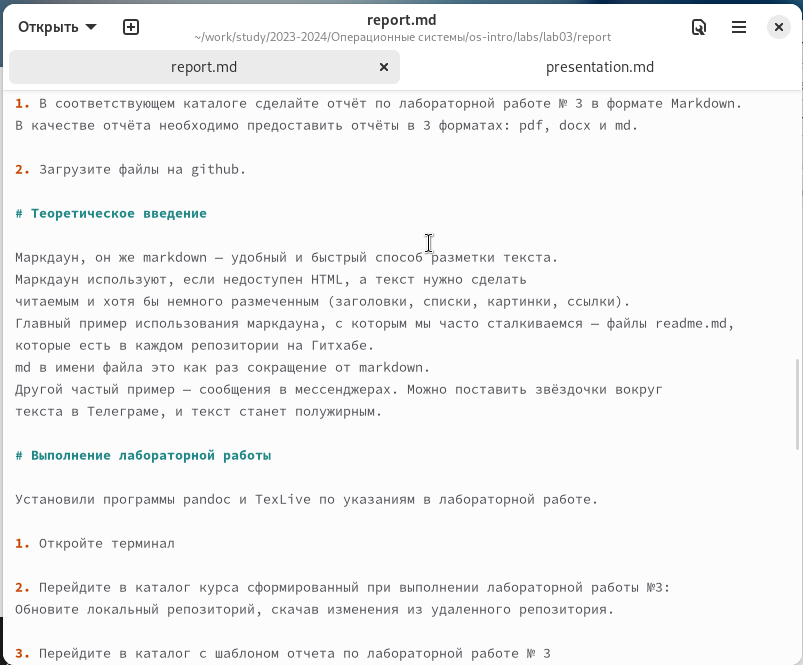 Открыть
report.md
~/work/study/2023-2024/Операционные системы/os-intro/labs/lab03/report
report.md
presentation.md
1. В соответствующем каталоге сделайте отчёт по лабораторной работе № 3 в формате Markdown.
В качестве отчёта необходимо предоставить отчёты в 3 форматах: pdf, docx и md.
2. Загрузите файлы на github.
# Теоретическое введение
Маркдаун, он же markdown — удобный и быстрый способ разметки текста.
Маркдаун используют, если недоступен HTML, а текст нужно сделать
читаемым и хотя бы немного размеченным (заголовки, списки, картинки, ссылки).
Главный пример использования маркдауна, с которым мы часто сталкиваемся — файлы readme.md,
которые есть в каждом репозитории на Гитхабе.
md в имени файла это как раз сокращение от markdown.
Другой частый пример — сообщения в мессенджерах. Можно поставить звёздочки вокруг
текста в Телеграме, и текст станет полужирным.
# Выполнение лабораторной работы
Установили программы pandoc и TexLive по указаниям в лабораторной работе.
1. Откройте терминал
2. Перейдите в каталог курса сформированный при выполнении лабораторной работы №3:
Обновите локальный репозиторий, скачав изменения из удаленного репозитория.
3. Перейдите в каталог с шаблоном отчета по лабораторной работе № 3